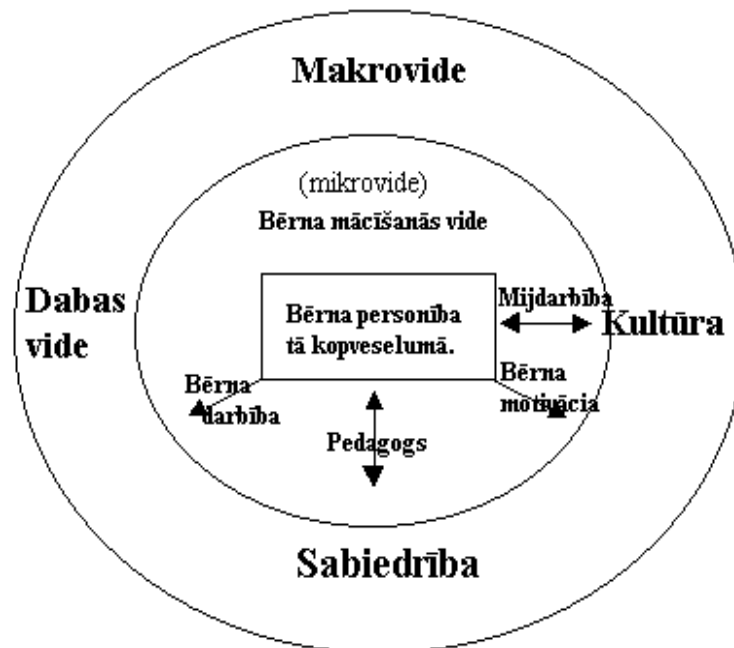 Makrovide
(mikrovide)
Bērna mācīšanās vide
Dabas
vide
Bērna personība
tā kopveselumā.
Mijdarbība
Kultūra
Bērna
darbība
Bērna
motivācia
Pedagogs
Sabiedrība